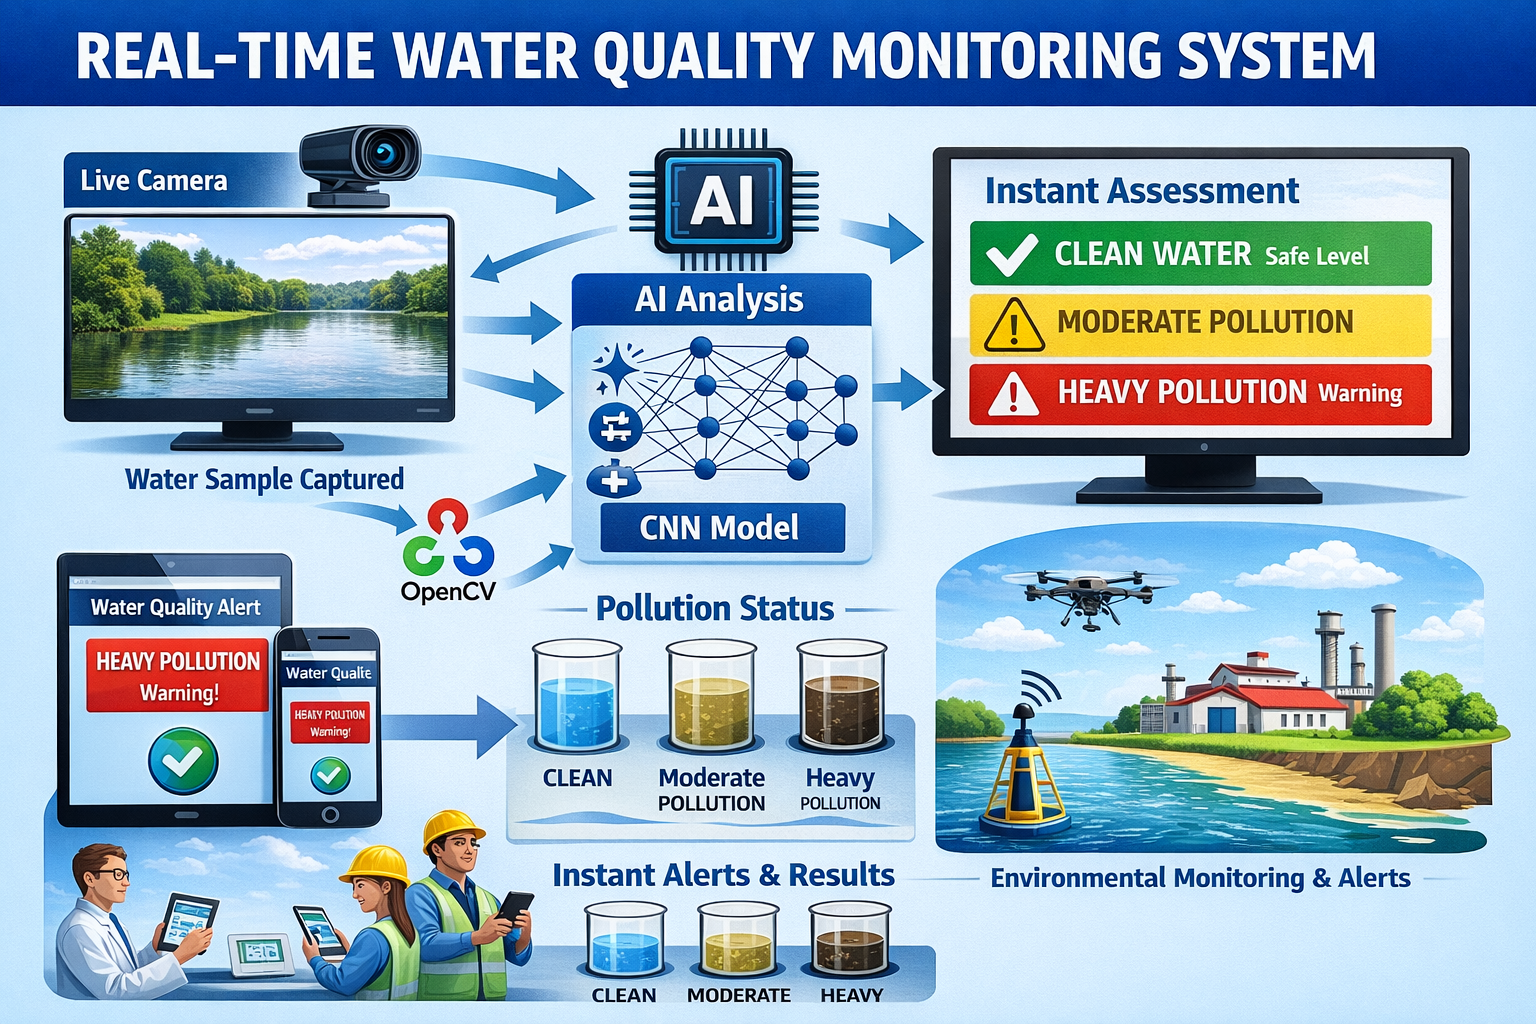 REAL-TIME WATER QUALITY MONITORING SYSTEM
Live Camera
Water Sample Captured
OpenCV
AI
AI Analysis
CNN Model
Instant Assessment
CLEAN WATER Safe Level
MODERATE POLLUTION
HEAVY POLLUTION Warning
Water Quality Alert
HEAVY POLLUTION
Warning!
Water Qualite
HEAVY POLLUTION
Warning!
Pollution Status
CLEAN
Moderate
POLLUTION
Heavy
POLLUTION
Instant Alerts & Results
CLEAN
MODERATE
HEAVY
Environmental Monitoring & Alerts